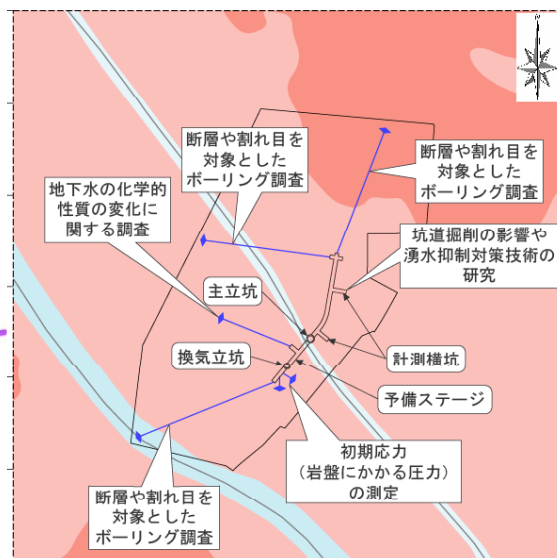 断層や割れ目を
対象とした
ボーリング調査
断層や割れ目を
対象とした
ボーリング調査
地下水の化学的
性質の変化に
関する調査
坑道掘削の影響や
湧水抑制対策技術の
研究
主立坑
換気立坑
計測横坑
予備ステージ
初期応力
(岩盤にかかる圧力)
の測定
断層や割れ目を
対象とした
ボーリング調査